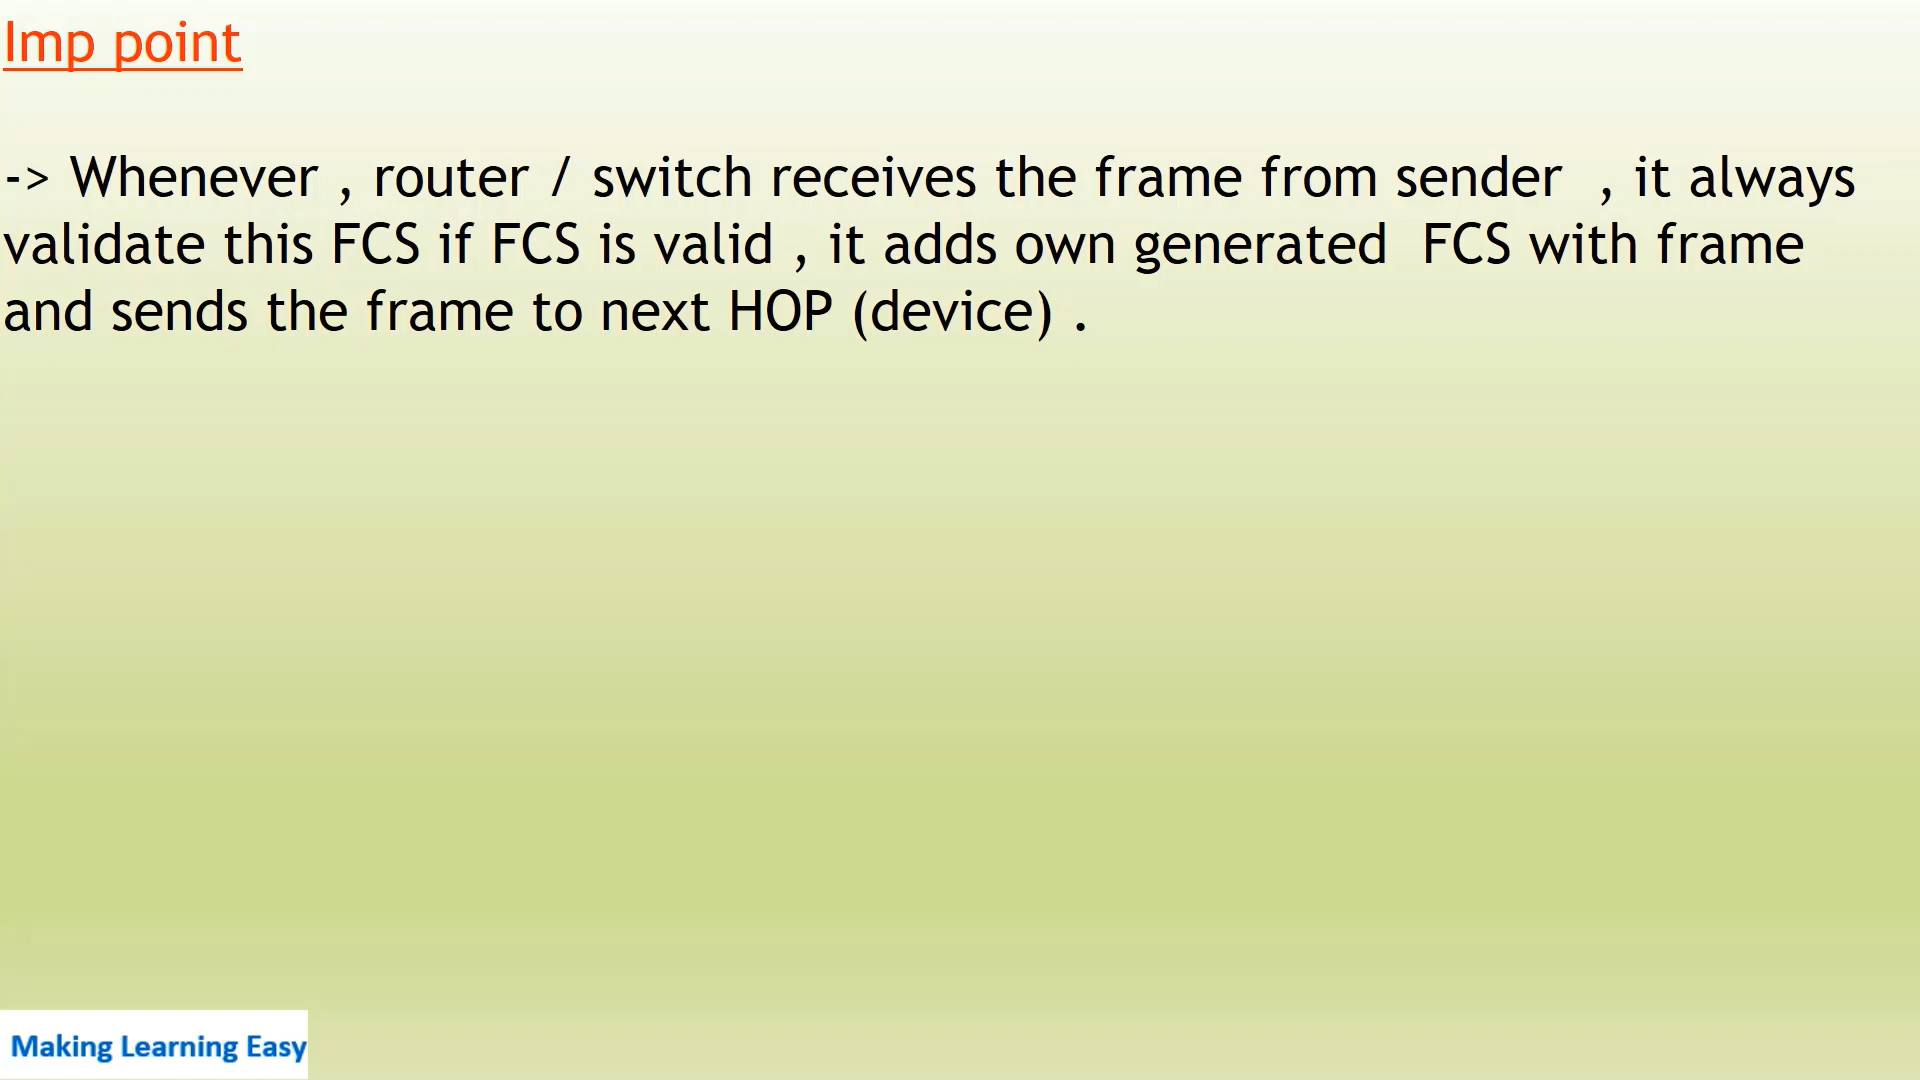 Imp point
-> Whenever , router / switch receives the frame from sender , it always
validate this FCS if FCS is valid , it adds own generated FCS with frame
and sends the frame to next HOP (device) .
Making Learning Easy